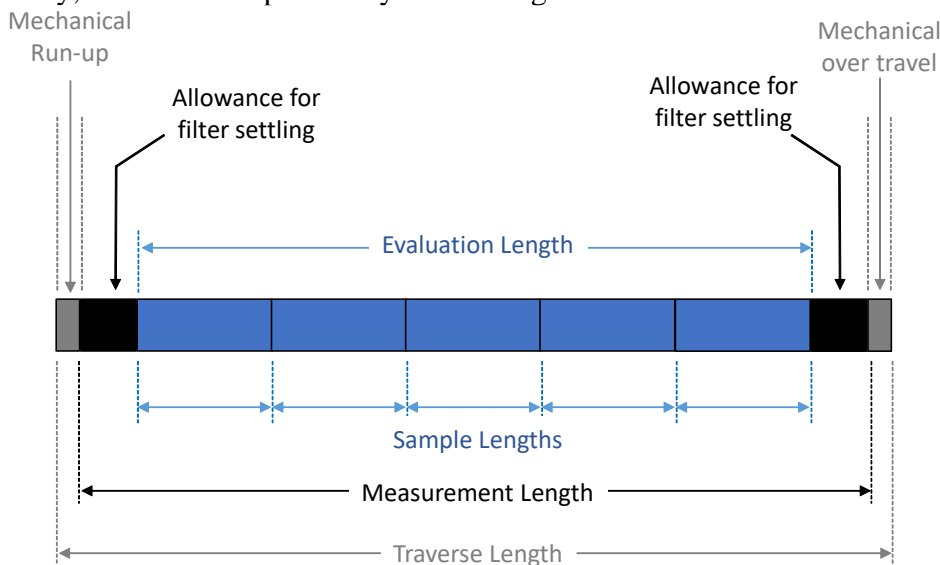 Mechanical
Run-up
Mechanical
over travel
Allowance for
filter settling
Allowance for
filter settling
Evaluation Length
Sample Lengths
Measurement Length
Traverse Length